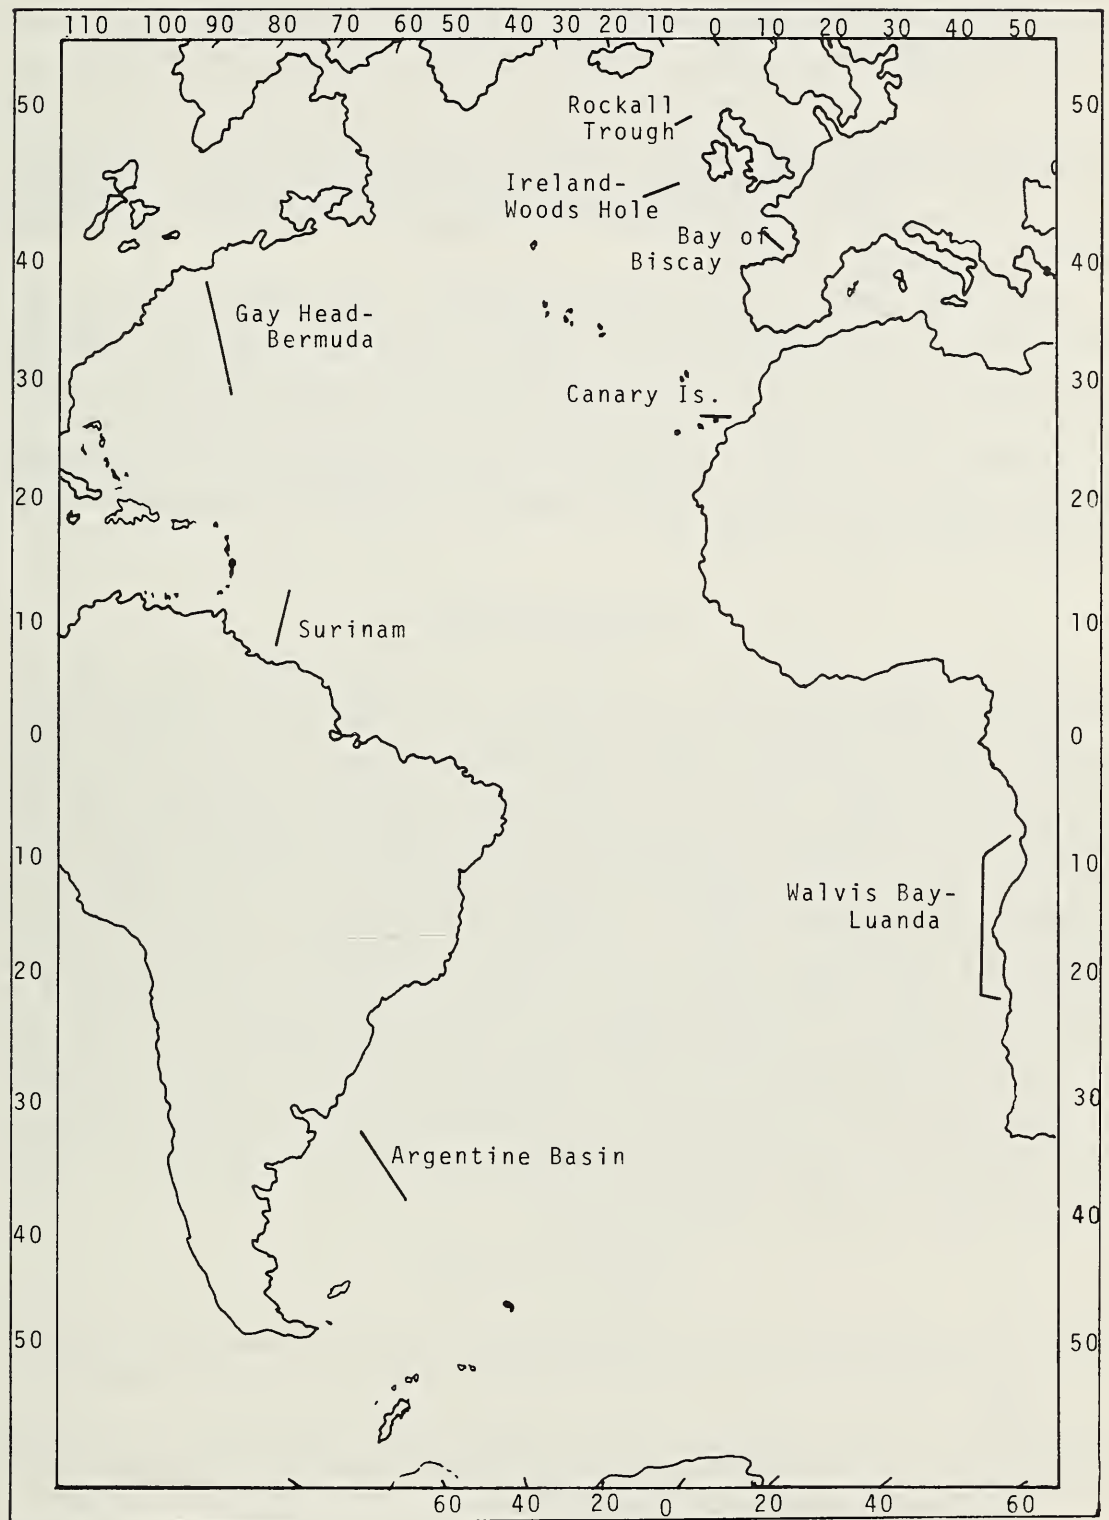 110 100 90 80 70 60 50 40 30 20 10 0 10 20 30 40 50
50
50
Rockall
Trough
Ireland-
Woods Hole
Bay of
Biscay
40
40
Gay Head-
Bermuda
30
30
Canary Is.
20
20
10
10
Surinam
0
0
10
10
Walvis Bay-
Luanda
20
20
30
30
Argentine Basin
40
40
50
50
60 40 20 0 20 40 60